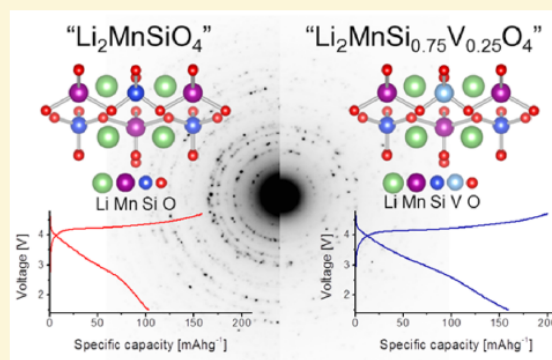 “Li₂MnSiO₄”
“Li₂MnSi₀.₇₅V₀.₂₅O₄”
Li Mn Si O
Li Mn Si V O
Voltage [V]
4
3
2
0 50 100 150 200
Specific capacity [mAhg⁻¹]
Voltage [V]
4
3
2
0 50 100 150 200
Specific capacity [mAhg⁻¹]